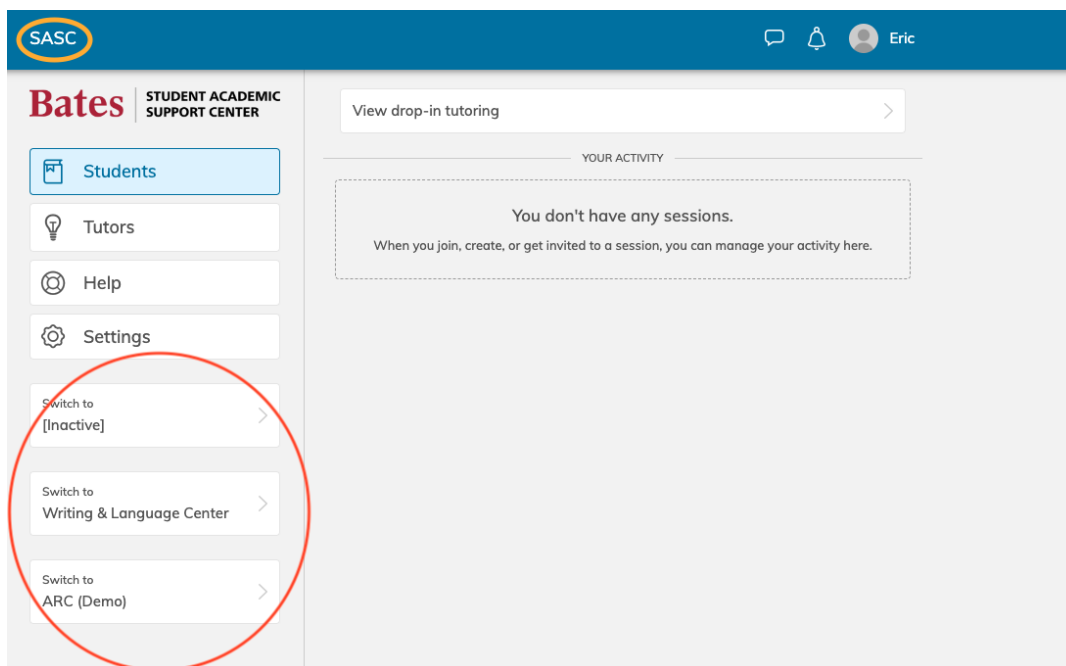 SASC
Eric
Bates
STUDENT ACADEMIC
SUPPORT CENTER
Students
Tutors
Help
Settings
Switch to
[Inactive]
Switch to
Writing & Language Center
Switch to
ARC (Demo)
View drop-in tutoring
YOUR ACTIVITY
You don't have any sessions.
When you join, create, or get invited to a session, you can manage your activity here.